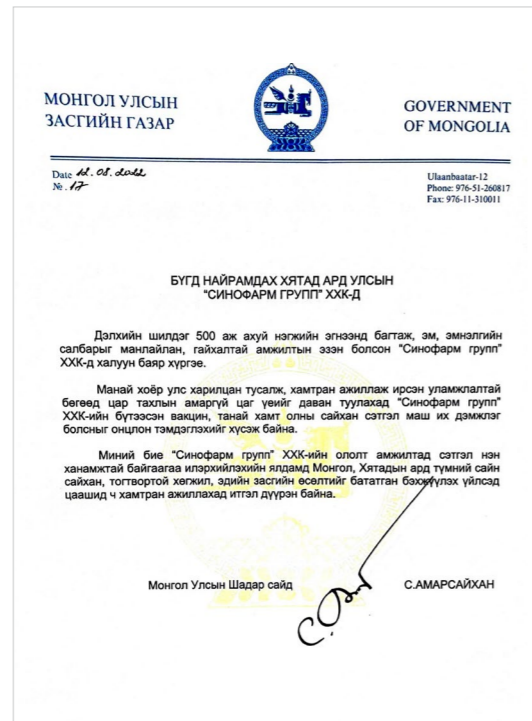 МОНГОЛ УЛСЫН
ЗАСГИЙН ГАЗАР
GOVERNMENT
OF MONGOLIA
Date 12.08.2022
№. 17
Ulaanbaatar-12
Phone: 976-51-260817
Fax: 976-11-310011
БҮГД НАЙРАМДАХ ХЯТАД АРД УЛСЫН
“СИНОФАРМ ГРУПП” ХХК-Д
Дэлхийн шилдэг 500 аж ахуй нэгжийн эгнээнд багтаж, эм, эмнэлгийн
салбарыг манлайлан, гайхалтай амжилтын эзэн болсон “Синофарм групп”
ХХК-д халуун баяр хүргэе.
Манай хоёр улс харилцан тусалж, хамтран ажиллаж ирсэн уламжлалтай
бөгөөд цар тахлын амаргүй цаг үеийг даван туулахад “Синофарм групп”
ХХК-ийн бүтээсэн вакцин, танай хамт олны сайхан сэтгэл маш их дэмжлэг
болсныг онцлон тэмдэглэхийг хүсэж байна.
Миний бие “Синофарм групп” ХХК-ийн ололт амжилтад сэтгэл нэн
ханамжтай байгаагаа илэрхийлэхийн ялдамд Монгол, Хятадын ард түмний сайн
сайхан, тогтвортой хөгжил, эдийн засгийн өсөлтийг бататган бэхжүүлэх үйлсэд
цаашид ч хамтран ажиллахад итгэл дүүрэн байна.
Монгол Улсын Шадар сайд
С.АМАРСАЙХАН